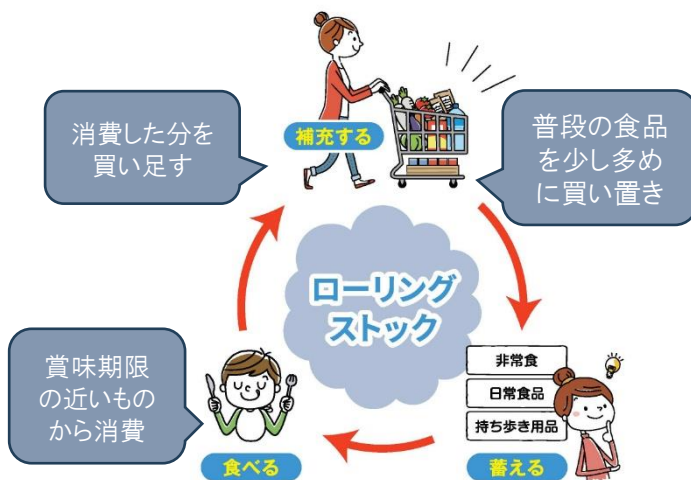 消費した分を
買い足す
補充する
普段の食品
を少し多め
に買い置き
ローリング
ストック
賞味期限
の近いもの
から消費
食べる
非常食
日常食品
持ち歩き用品
蓄える